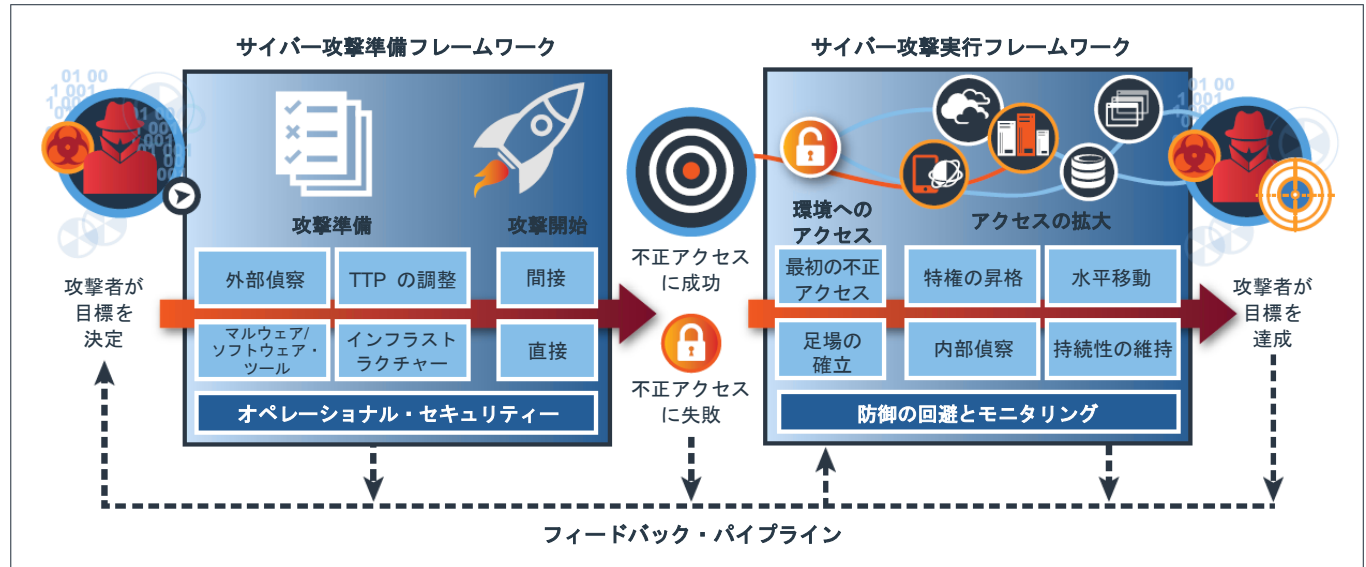 サイバー攻撃準備フレームワーク
サイバー攻撃実行フレームワーク
01 00
1 001
攻撃準備
攻撃開始
外部偵察
TTP の調整
間接
マルウェア/
ソフトウェア・
ツール
インフラスト
ラクチャー
直接
オペレーショナル・セキュリティー
攻撃者が
目標を
決定
不正アクセス
に成功
不正アクセス
に失敗
01 00
1 001
環境への
アクセス
アクセスの拡大
最初の不正
アクセス
特権の昇格
水平移動
足場の
確立
内部偵察
持続性の維持
防御の回避とモニタリング
攻撃者が
目標を
達成
フィードバック・パイプライン